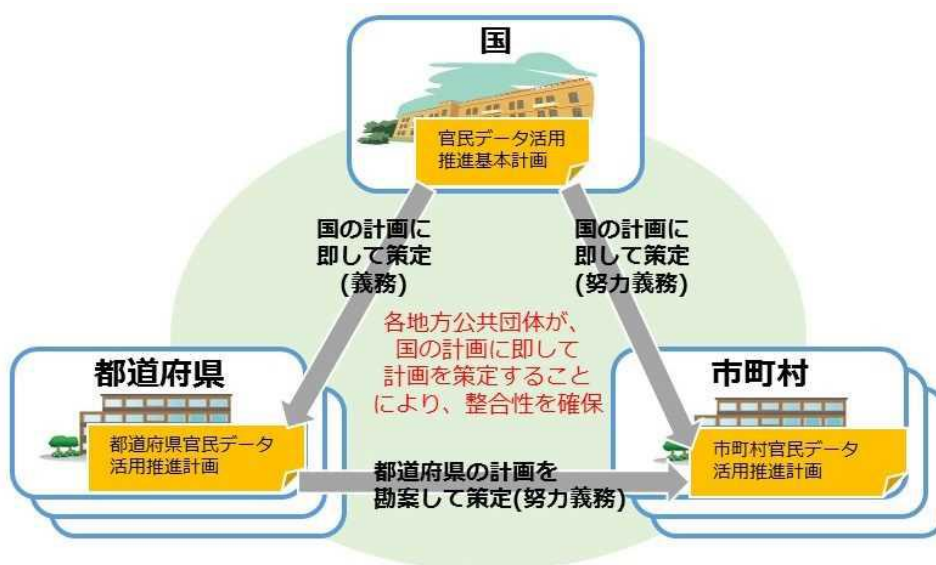 国
官民データ活用
推進基本計画
国の計画に
即して策定
(義務)
国の計画に
即して策定
(努力義務)
各地方公共団体が、
国の計画に即して
計画を策定すること
により、整合性を確保
都道府県
都道府県官民データ
活用推進計画
市町村
市町村官民データ
活用推進計画
都道府県の計画を
勘案して策定(努力義務)